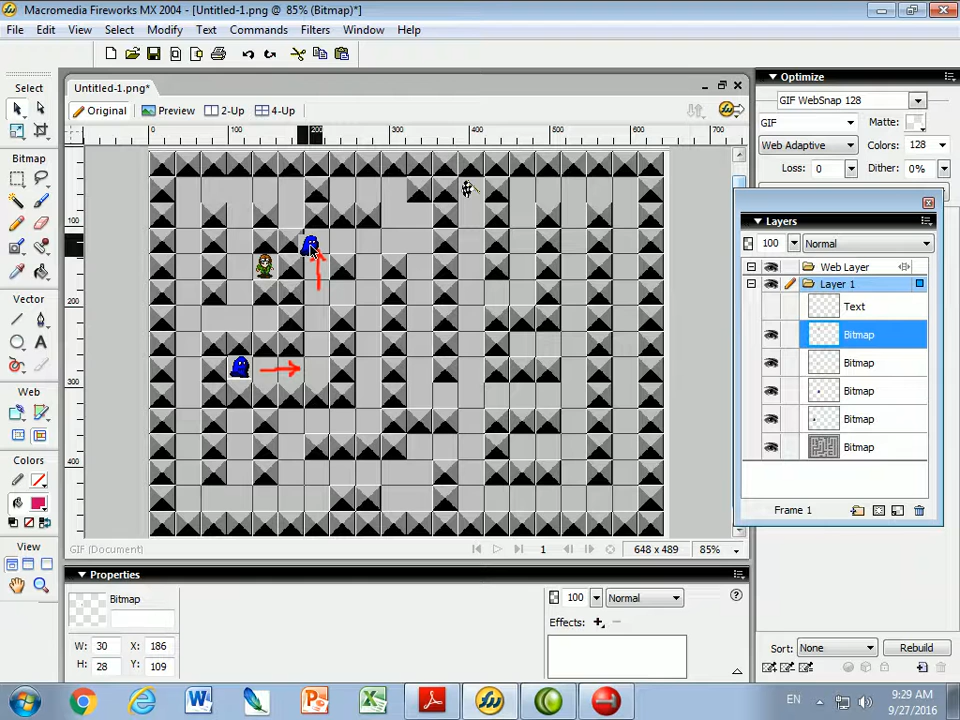 Macromedia Fireworks MX 2004 - [Untitled-1.png @ 85% (Bitmap)*]
File Edit View Select Modify Text Commands Filters Window Help
Select
Bitmap
Vector
Web
Colors
View
Untitled-1.png*
Original Preview 2-Up 4-Up
0 100 200 300 400 500 600 700
100
200
300
400
GIF (Document)
1
648 x 489
85%
Properties
Bitmap
W: 30 X: 186
H: 28 Y: 109
100 Normal
Effects:
Optimize
GIF WebSnap 128
GIF Matte:
Web Adaptive Colors: 128
Loss: 0 Dither: 0%
Layers
100 Normal
Web Layer
Layer 1
Text
Bitmap
Bitmap
Bitmap
Bitmap
Bitmap
Frame 1
Sort: None Rebuild
EN
9:29 AM
9/27/2016